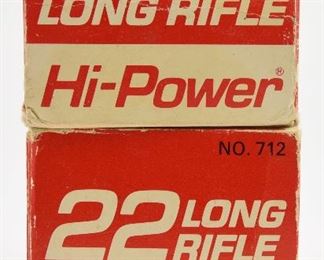 LONG RIFLE
Hi-Power®
NO. 712
22 LONG
RIFLE